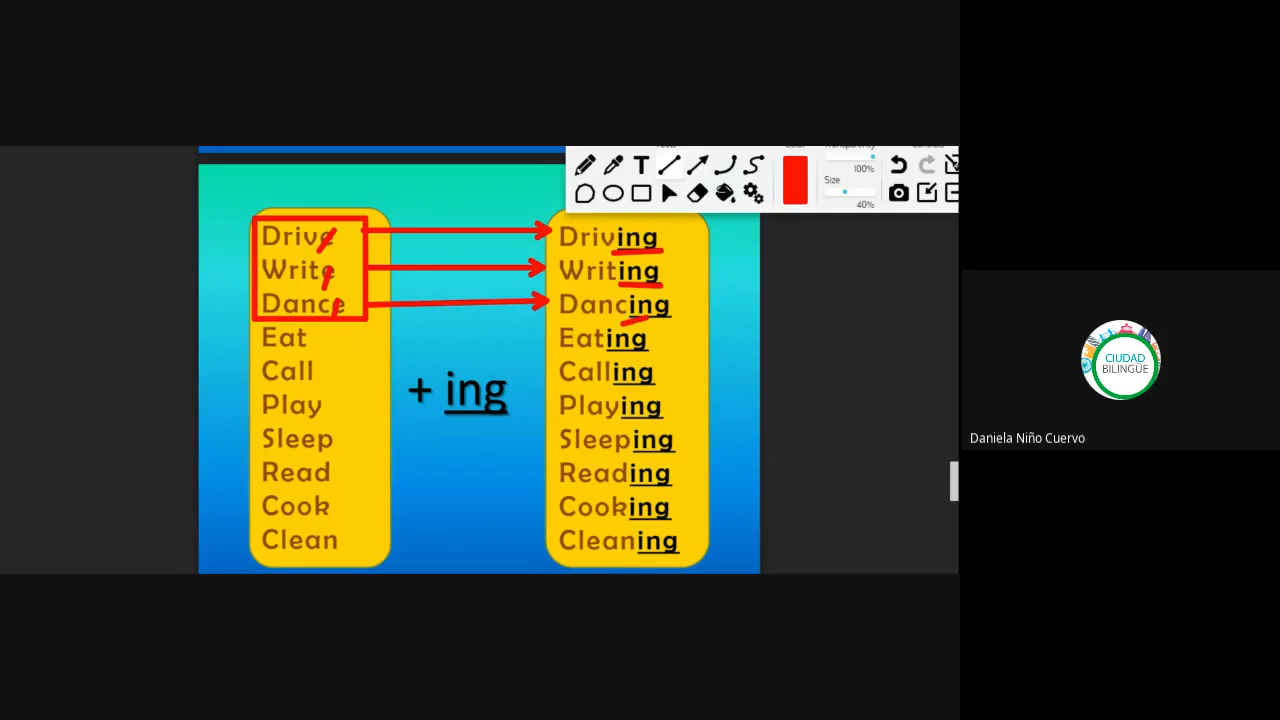 T
100%
Size
40%
Drive
Write
Dance
Eat
Call
Play
Sleep
Read
Cook
Clean
+ ing
Driving
Writing
Dancing
Eating
Calling
Playing
Sleeping
Reading
Cooking
Cleaning
CIUDAD
BILINGÜE
Daniela Niño Cuervo